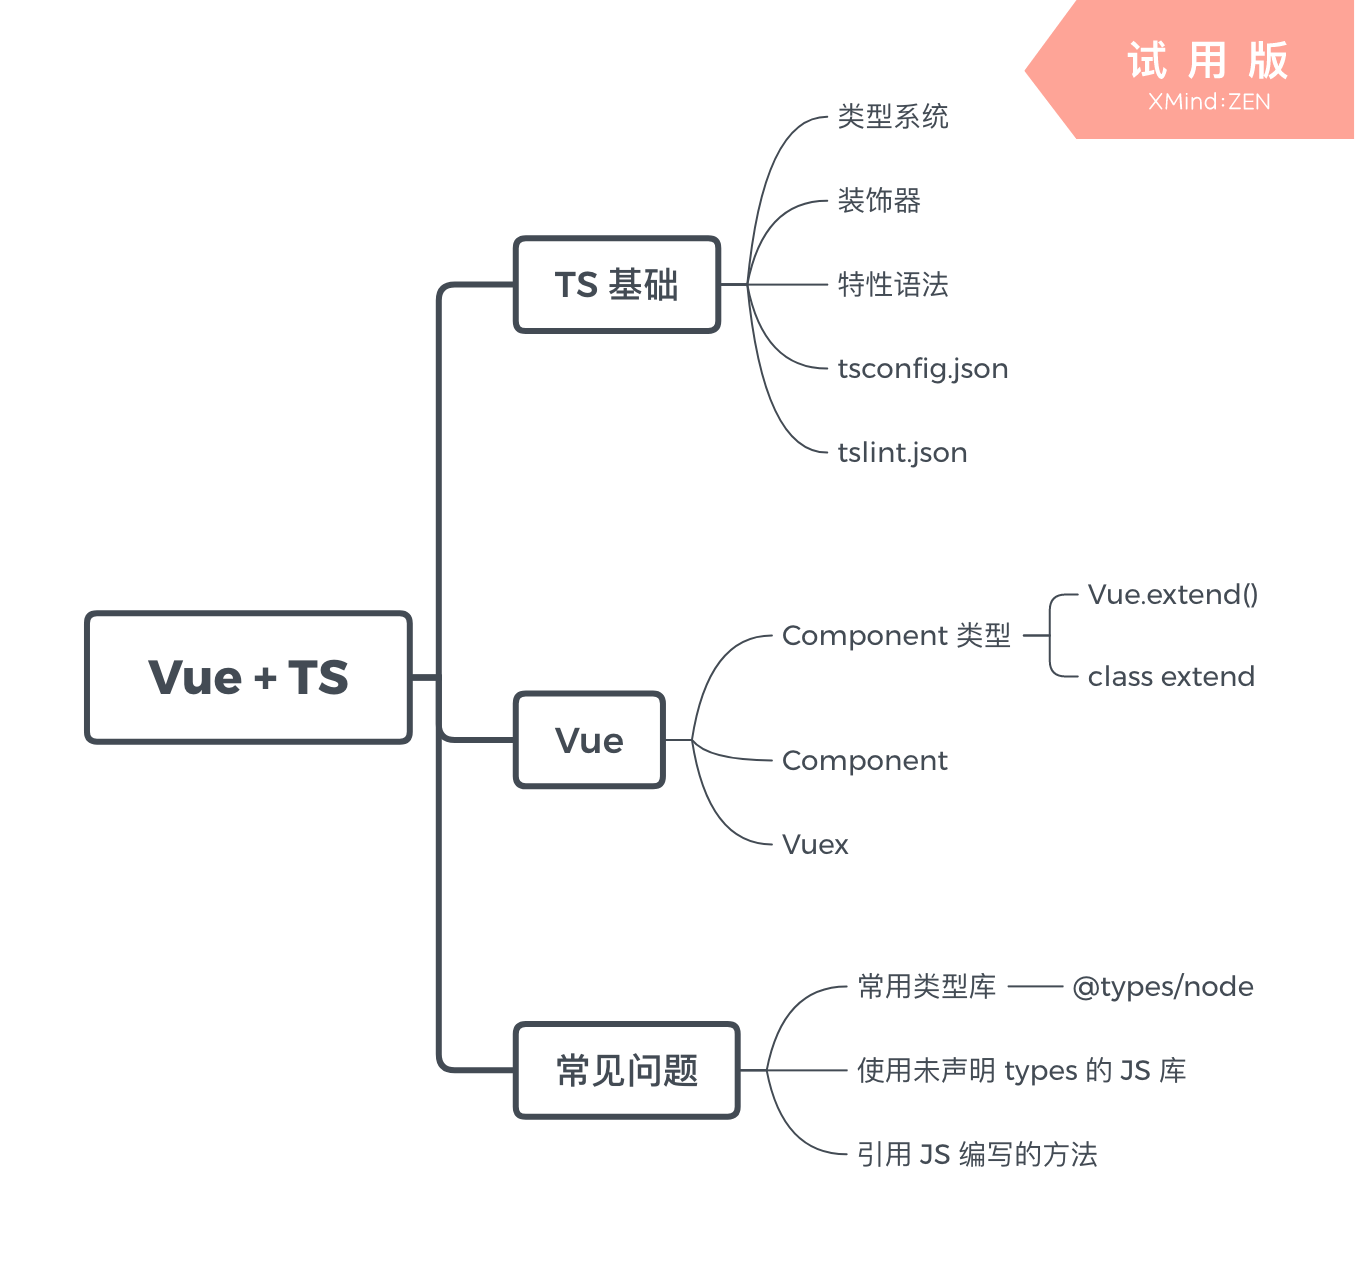 试用版
XMind:ZEN
Vue + TS
TS 基础
类型系统
装饰器
特性语法
tsconfig.json
tslint.json
Vue
Component 类型
Vue.extend()
class extend
Component
Vuex
常见问题
常用类型库
@types/node
使用未声明 types 的 JS 库
引用 JS 编写的方法